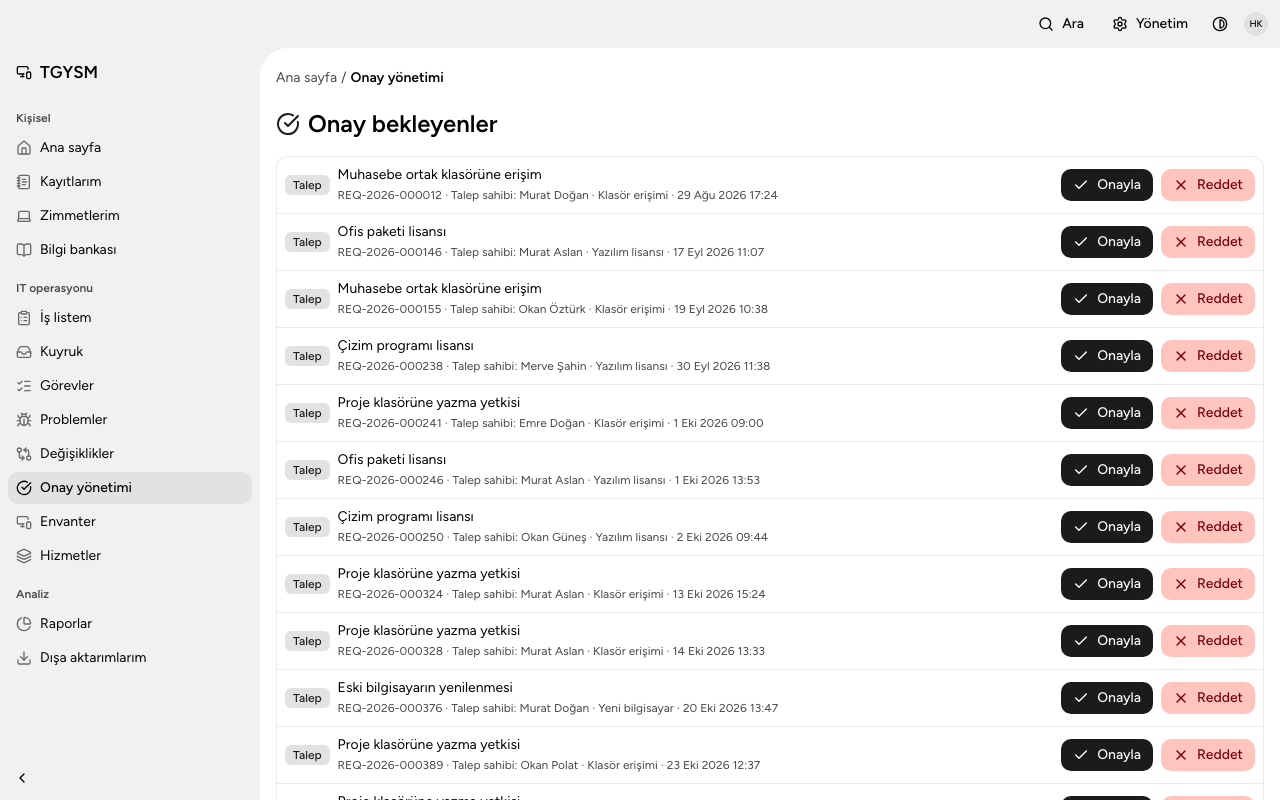 Ara
Yönetim
HK
TGYSM
Kişisel
Ana sayfa
Kayıtlarım
Zimmetlerim
Bilgi bankası
IT operasyonu
İş listem
Kuyruk
Görevler
Problemler
Değişiklikler
Onay yönetimi
Envanter
Hizmetler
Analiz
Raporlar
Dışa aktarımlarım
Ana sayfa / Onay yönetimi
Onay bekleyenler
Talep
Muhasebe ortak klasörüne erişim
REQ-2026-000012 · Talep sahibi: Murat Doğan · Klasör erişimi · 29 Ağu 2026 17:24
Onayla
Reddet
Talep
Ofis paketi lisansı
REQ-2026-000146 · Talep sahibi: Murat Aslan · Yazılım lisansı · 17 Eyl 2026 11:07
Onayla
Reddet
Talep
Muhasebe ortak klasörüne erişim
REQ-2026-000155 · Talep sahibi: Okan Öztürk · Klasör erişimi · 19 Eyl 2026 10:38
Onayla
Reddet
Talep
Çizim programı lisansı
REQ-2026-000238 · Talep sahibi: Merve Şahin · Yazılım lisansı · 30 Eyl 2026 11:38
Onayla
Reddet
Talep
Proje klasörüne yazma yetkisi
REQ-2026-000241 · Talep sahibi: Emre Doğan · Klasör erişimi · 1 Eki 2026 09:00
Onayla
Reddet
Talep
Ofis paketi lisansı
REQ-2026-000246 · Talep sahibi: Murat Aslan · Yazılım lisansı · 1 Eki 2026 13:53
Onayla
Reddet
Talep
Çizim programı lisansı
REQ-2026-000250 · Talep sahibi: Okan Güneş · Yazılım lisansı · 2 Eki 2026 09:44
Onayla
Reddet
Talep
Proje klasörüne yazma yetkisi
REQ-2026-000324 · Talep sahibi: Murat Aslan · Klasör erişimi · 13 Eki 2026 15:24
Onayla
Reddet
Talep
Proje klasörüne yazma yetkisi
REQ-2026-000328 · Talep sahibi: Murat Aslan · Klasör erişimi · 14 Eki 2026 13:33
Onayla
Reddet
Talep
Eski bilgisayarın yenilenmesi
REQ-2026-000376 · Talep sahibi: Murat Doğan · Yeni bilgisayar · 20 Eki 2026 13:47
Onayla
Reddet
Talep
Proje klasörüne yazma yetkisi
REQ-2026-000389 · Talep sahibi: Okan Polat · Klasör erişimi · 23 Eki 2026 12:37
Onayla
Reddet